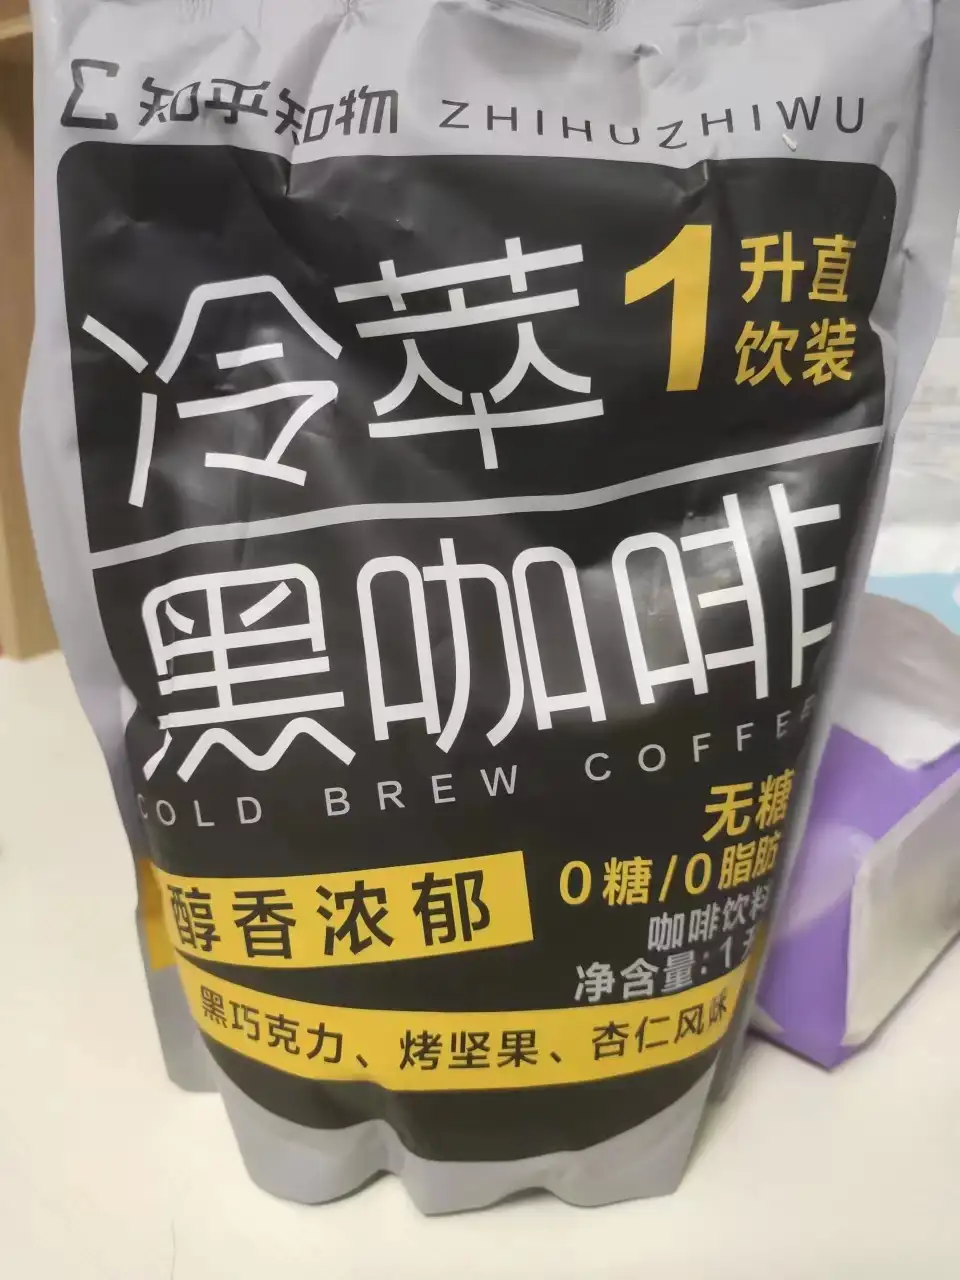 知乎知物 ZHIHUZHIWU
冷萃
1升直
饮装
黑咖啡
COLD BREW COFFEE
无糖
0糖/0脂肪
咖啡饮料
净含量:1升
醇香浓郁
黑巧克力、烤坚果、杏仁风味